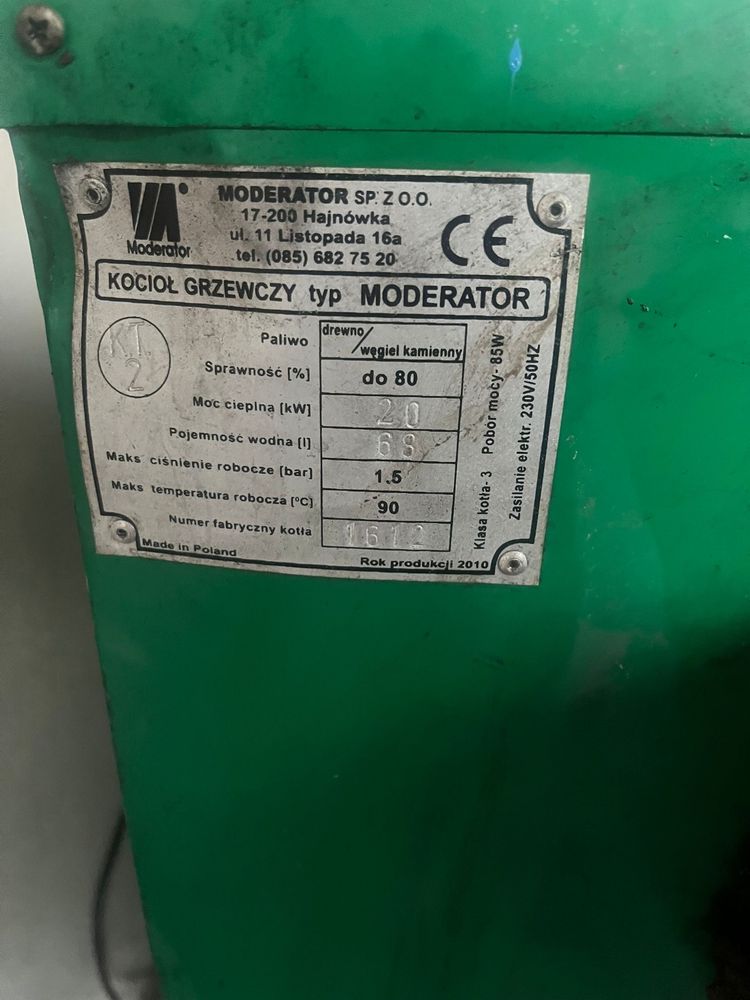 MODERATOR SP. Z O.O.
17-200 Hajnówka
ul. 11 Listopada 16a
tel. (085) 682 75 20
Moderator
CE
KOCIOŁ GRZEWCZY typ MODERATOR
K.T.
2
Paliwo drewno/węgiel kamienny
Sprawność [%] do 80
Moc cieplna [kW] 20
Pojemność wodna [l] 68
Maks ciśnienie robocze [bar] 1.5
Maks temperatura robocza [°C] 90
Numer fabryczny kotła 1612
Klasa kotła- 3 Pobór mocy- 85W
Zasilanie elektr. 230V/50HZ
Made in Poland
Rok produkcji 2010